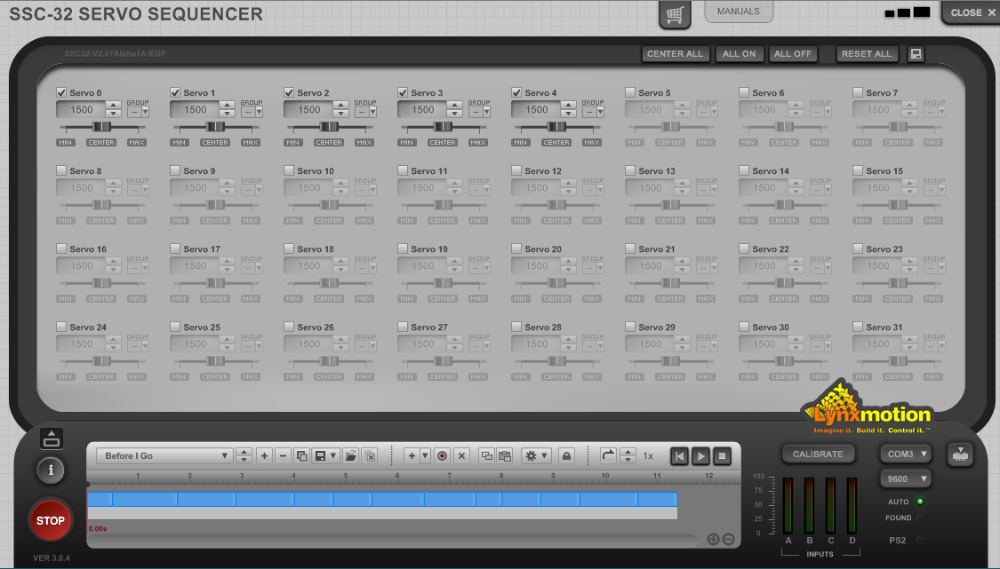 SSC-32 SERVO SEQUENCER
MANUALS
CLOSE
SSC32-V2.07Alpha1A-EGP
CENTER ALL ALL ON ALL OFF RESET ALL
Servo 0 Servo 1 Servo 2 Servo 3 Servo 4 Servo 5 Servo 6 Servo 7
GROUP GROUP GROUP GROUP GROUP GROUP GROUP GROUP
1500 -- 1500 -- 1500 -- 1500 -- 1500 -- 1500 -- 1500 -- 1500 --
MIN CENTER MAX MIN CENTER MAX MIN CENTER MAX MIN CENTER MAX MIN CENTER MAX MIN CENTER MAX MIN CENTER MAX MIN CENTER MAX
Servo 8 Servo 9 Servo 10 Servo 11 Servo 12 Servo 13 Servo 14 Servo 15
GROUP GROUP GROUP GROUP GROUP GROUP GROUP GROUP
1500 -- 1500 -- 1500 -- 1500 -- 1500 -- 1500 -- 1500 -- 1500 --
MIN CENTER MAX MIN CENTER MAX MIN CENTER MAX MIN CENTER MAX MIN CENTER MAX MIN CENTER MAX MIN CENTER MAX MIN CENTER MAX
Servo 16 Servo 17 Servo 18 Servo 19 Servo 20 Servo 21 Servo 22 Servo 23
GROUP GROUP GROUP GROUP GROUP GROUP GROUP GROUP
1500 -- 1500 -- 1500 -- 1500 -- 1500 -- 1500 -- 1500 -- 1500 --
MIN CENTER MAX MIN CENTER MAX MIN CENTER MAX MIN CENTER MAX MIN CENTER MAX MIN CENTER MAX MIN CENTER MAX MIN CENTER MAX
Servo 24 Servo 25 Servo 26 Servo 27 Servo 28 Servo 29 Servo 30 Servo 31
GROUP GROUP GROUP GROUP GROUP GROUP GROUP GROUP
1500 -- 1500 -- 1500 -- 1500 -- 1500 -- 1500 -- 1500 -- 1500 --
MIN CENTER MAX MIN CENTER MAX MIN CENTER MAX MIN CENTER MAX MIN CENTER MAX MIN CENTER MAX MIN CENTER MAX MIN CENTER MAX
Lynxmotion
Imagine it. Build it. Control it.™
Before I Go 1x
CALIBRATE COM3
1 2 3 4 5 6 7 8 9 10 11 12
9600
100
75
50
25
0
AUTO
FOUND
STOP
0.00s
A B C D
PS2
INPUTS
VER 3.0.4